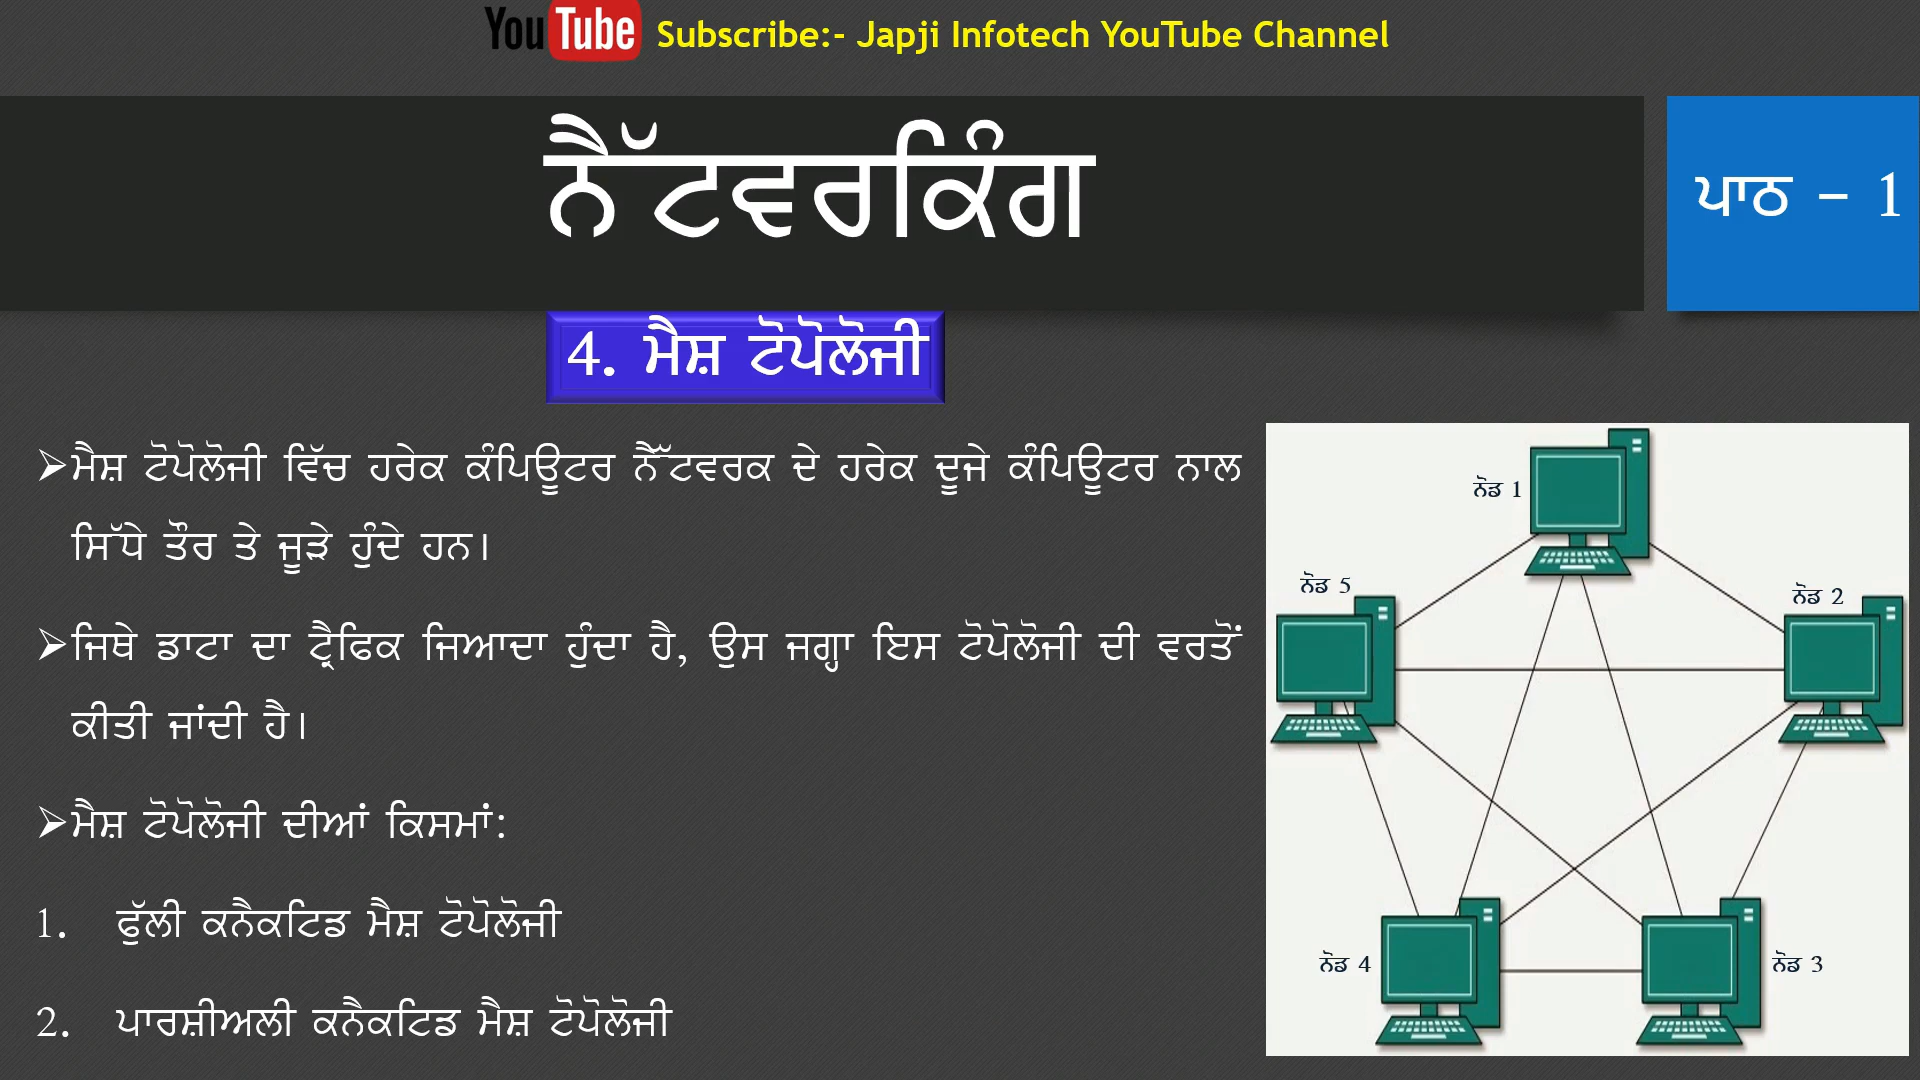 YouTube Subscribe:- Japji Infotech YouTube Channel
ਨੈੱਟਵਰਕਿੰਗ
ਪਾਠ – 1
4. ਮੈਸ਼ ਟੋਪੋਲੋਜੀ
➢ਮੈਸ਼ ਟੋਪੋਲੋਜੀ ਵਿੱਚ ਹਰੇਕ ਕੰਪਿਊਟਰ ਨੈੱਟਵਰਕ ਦੇ ਹਰੇਕ ਦੂਜੇ ਕੰਪਿਊਟਰ ਨਾਲ
ਸਿੱਧੇ ਤੌਰ ਤੇ ਜੂੜੇ ਹੁੰਦੇ ਹਨ।
➢ਜਿਥੇ ਡਾਟਾ ਦਾ ਟ੍ਰੈਫਿਕ ਜਿਆਦਾ ਹੁੰਦਾ ਹੈ, ਉਸ ਜਗ੍ਹਾ ਇਸ ਟੋਪੋਲੋਜੀ ਦੀ ਵਰਤੋਂ
ਕੀਤੀ ਜਾਂਦੀ ਹੈ।
➢ਮੈਸ਼ ਟੋਪੋਲੋਜੀ ਦੀਆਂ ਕਿਸਮਾਂ:
1. ਫੁੱਲੀ ਕਨੈਕਟਿਡ ਮੈਸ਼ ਟੋਪੋਲੋਜੀ
2. ਪਾਰਸ਼ੀਅਲੀ ਕਨੈਕਟਿਡ ਮੈਸ਼ ਟੋਪੋਲੋਜੀ
ਨੋਡ 1
ਨੋਡ 5
ਨੋਡ 2
ਨੋਡ 4
ਨੋਡ 3